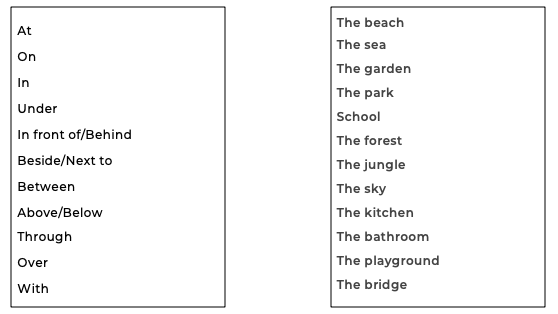 At
On
In
Under
In front of/Behind
Beside/Next to
Between
Above/Below
Through
Over
With
The beach
The sea
The garden
The park
School
The forest
The jungle
The sky
The kitchen
The bathroom
The playground
The bridge